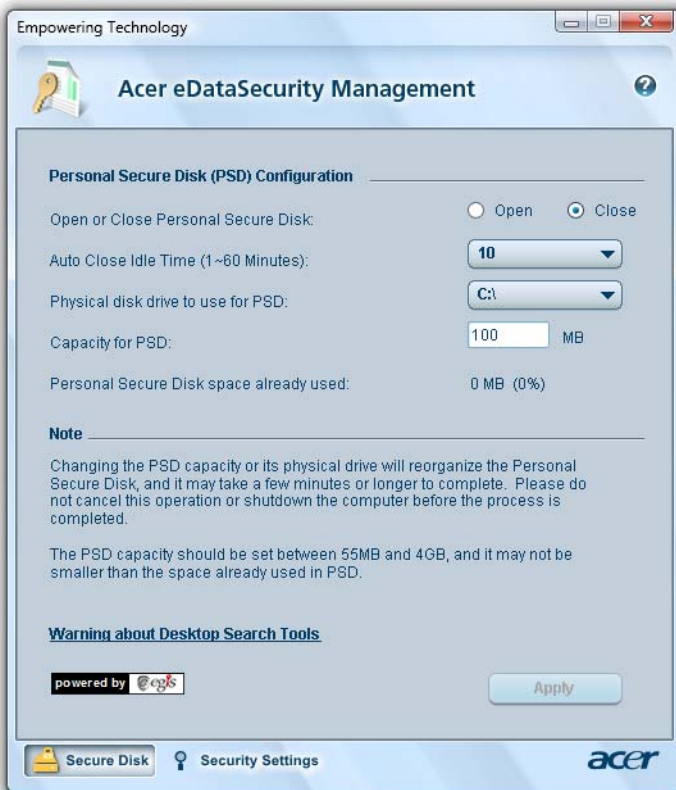 Empowering Technology
Acer eDataSecurity Management
Personal Secure Disk (PSD) Configuration
Open or Close Personal Secure Disk: Open Close
Auto Close Idle Time (1~60 Minutes): 10
Physical disk drive to use for PSD: C:\
Capacity for PSD: 100 MB
Personal Secure Disk space already used: 0 MB (0%)
Note
Changing the PSD capacity or its physical drive will reorganize the Personal
Secure Disk, and it may take a few minutes or longer to complete. Please do
not cancel this operation or shutdown the computer before the process is
completed.
The PSD capacity should be set between 55MB and 4GB, and it may not be
smaller than the space already used in PSD.
Warning about Desktop Search Tools
powered by egis
Apply
Secure Disk Security Settings acer